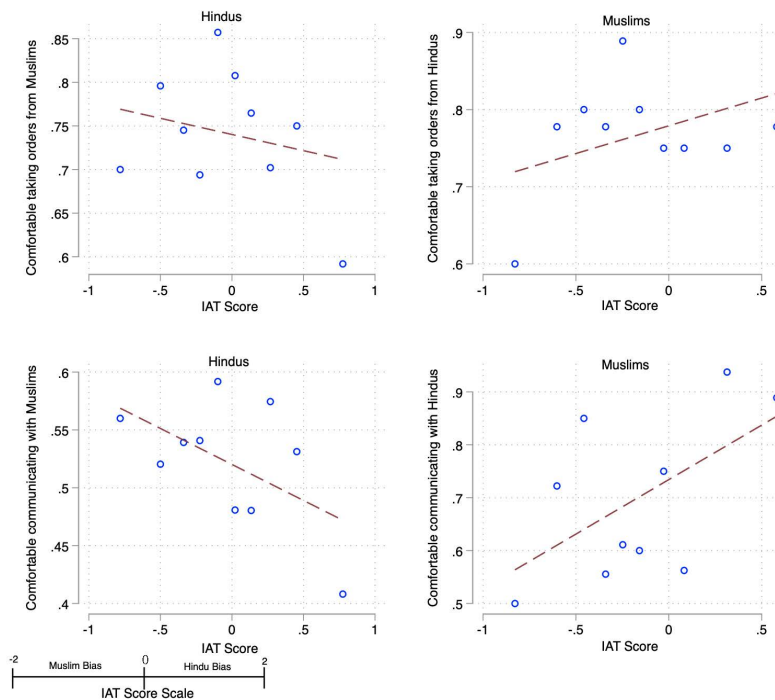 Hindus
Comfortable taking orders from Muslims
.85
.8
.75
.7
.65
.6
-1
-.5
0
.5
1
IAT Score
Muslims
Comfortable taking orders from Hindus
.9
.8
.7
.6
-1
-.5
0
.5
IAT Score
Hindus
Comfortable communicating with Muslims
.6
.55
.5
.45
.4
-1
-.5
0
.5
1
IAT Score
Muslims
Comfortable communicating with Hindus
.9
.8
.7
.6
.5
-1
-.5
0
.5
IAT Score
-2
0
2
Muslim Bias
Hindu Bias
IAT Score Scale